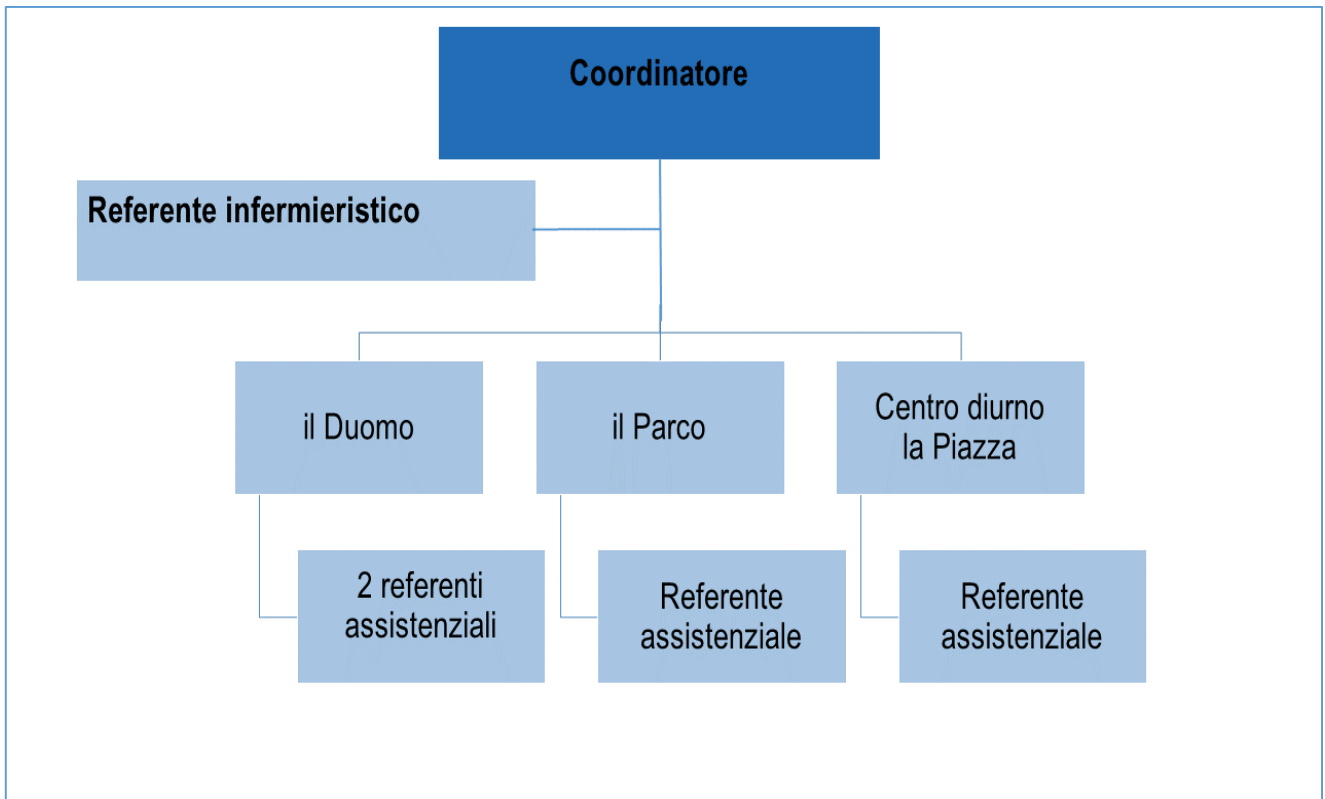 Coordinatore
Referente infermieristico
il Duomo
il Parco
Centro diurno
la Piazza
2 referenti
assistenziali
Referente
assistenziale
Referente
assistenziale